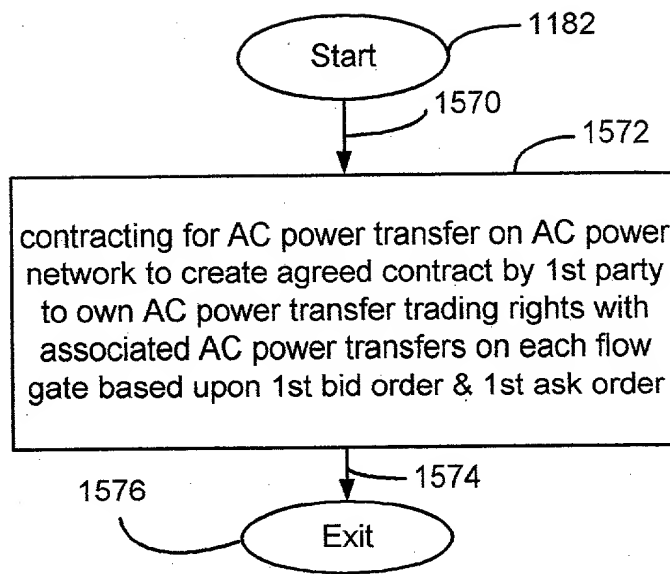 Start
1182
1570
1572
contracting for AC power transfer on AC power
network to create agreed contract by 1st party
to own AC power transfer trading rights with
associated AC power transfers on each flow
gate based upon 1st bid order & 1st ask order
1574
1576
Exit